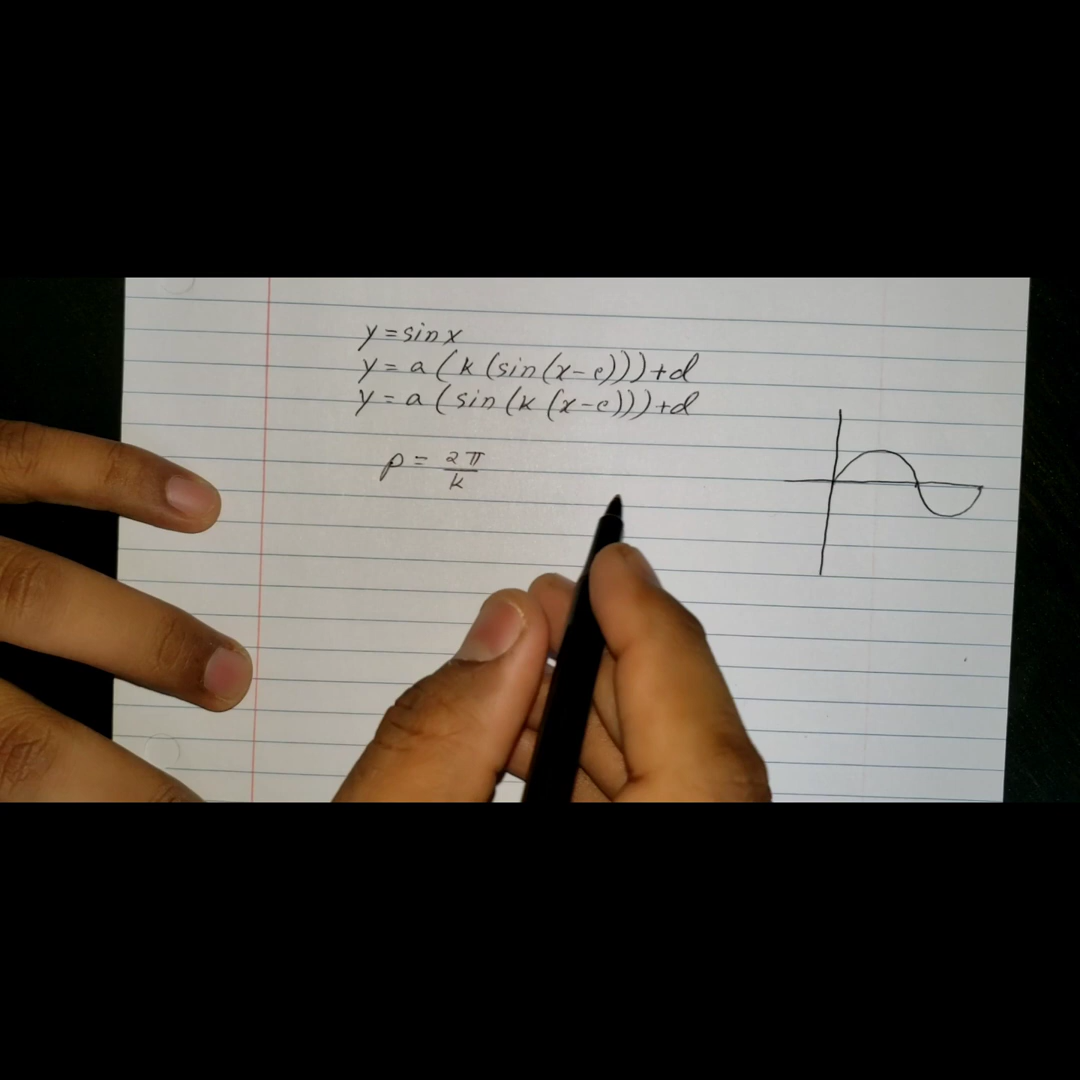 y = sin x
y = a (k (sin (x - c))) + d
y = a (sin (k (x - c))) + d
p = 2π/k